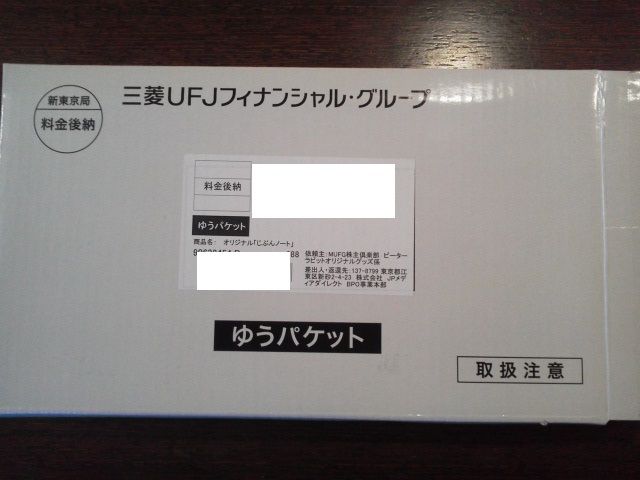 新東京局
料金後納
三菱UFJフィナンシャル・グループ
料金後納
ゆうパケット
商品名： オリジナル「じぶんノート」
588
依頼主：MUFG株主倶楽部 ピーター
ラビットオリジナルグッズ係
差出人・返還先：137-8799 東京都江
東区新砂2-4-23 株式会社 JPメデ
ィアダイレクト BPO事業本部
ゆうパケット
取扱注意